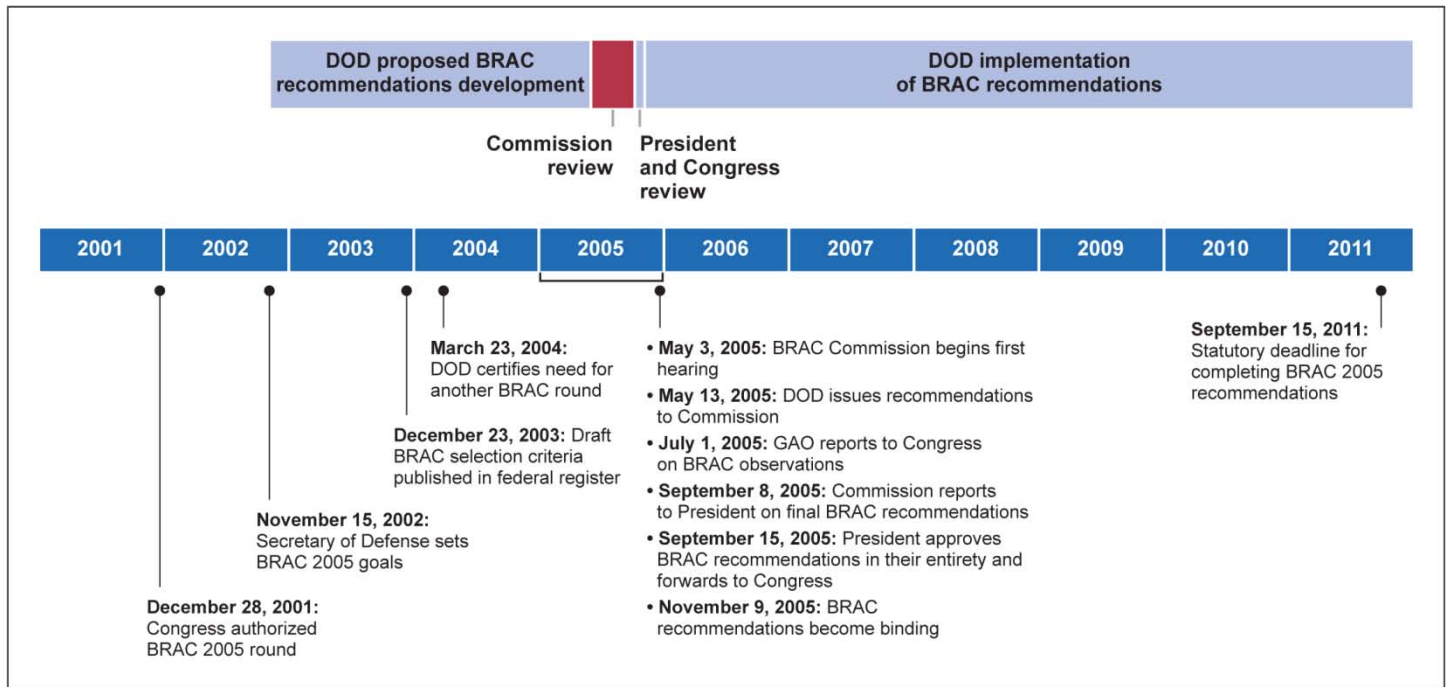 DOD proposed BRAC
recommendations development
DOD implementation
of BRAC recommendations
Commission
review
President
and Congress
review
2001
2002
2003
2004
2005
2006
2007
2008
2009
2010
2011
March 23, 2004:
DOD certifies need for
another BRAC round
December 23, 2003: Draft
BRAC selection criteria
published in federal register
November 15, 2002:
Secretary of Defense sets
BRAC 2005 goals
December 28, 2001:
Congress authorized
BRAC 2005 round
• May 3, 2005: BRAC Commission begins first
hearing
• May 13, 2005: DOD issues recommendations
to Commission
• July 1, 2005: GAO reports to Congress
on BRAC observations
• September 8, 2005: Commission reports
to President on final BRAC recommendations
• September 15, 2005: President approves
BRAC recommendations in their entirety and
forwards to Congress
• November 9, 2005: BRAC
recommendations become binding
September 15, 2011:
Statutory deadline for
completing BRAC 2005
recommendations